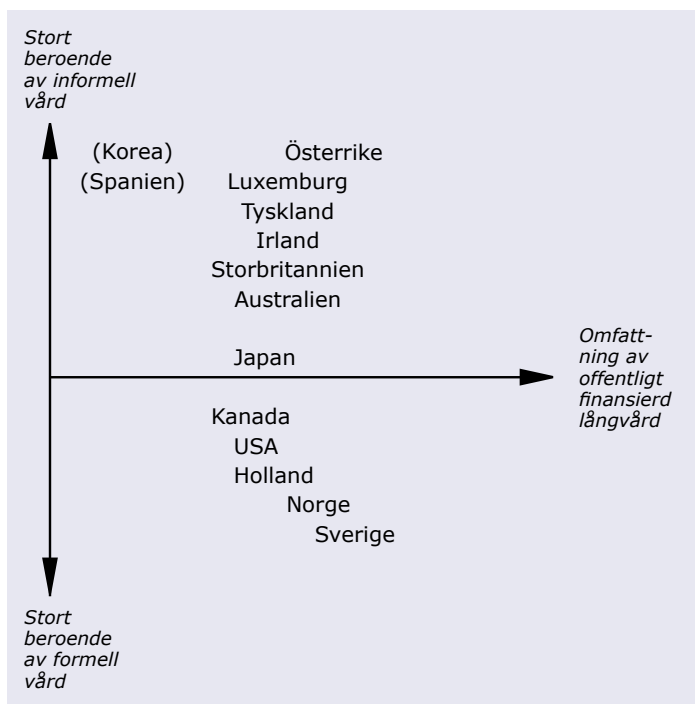 Stort
beroende
av informell
vård
(Korea) Österrike
(Spanien) Luxemburg
Tyskland
Irland
Storbritannien
Australien
Japan
Omfatt-
ning av
offentligt
finansierd
långvård
Kanada
USA
Holland
Norge
Sverige
Stort
beroende
av formell
vård